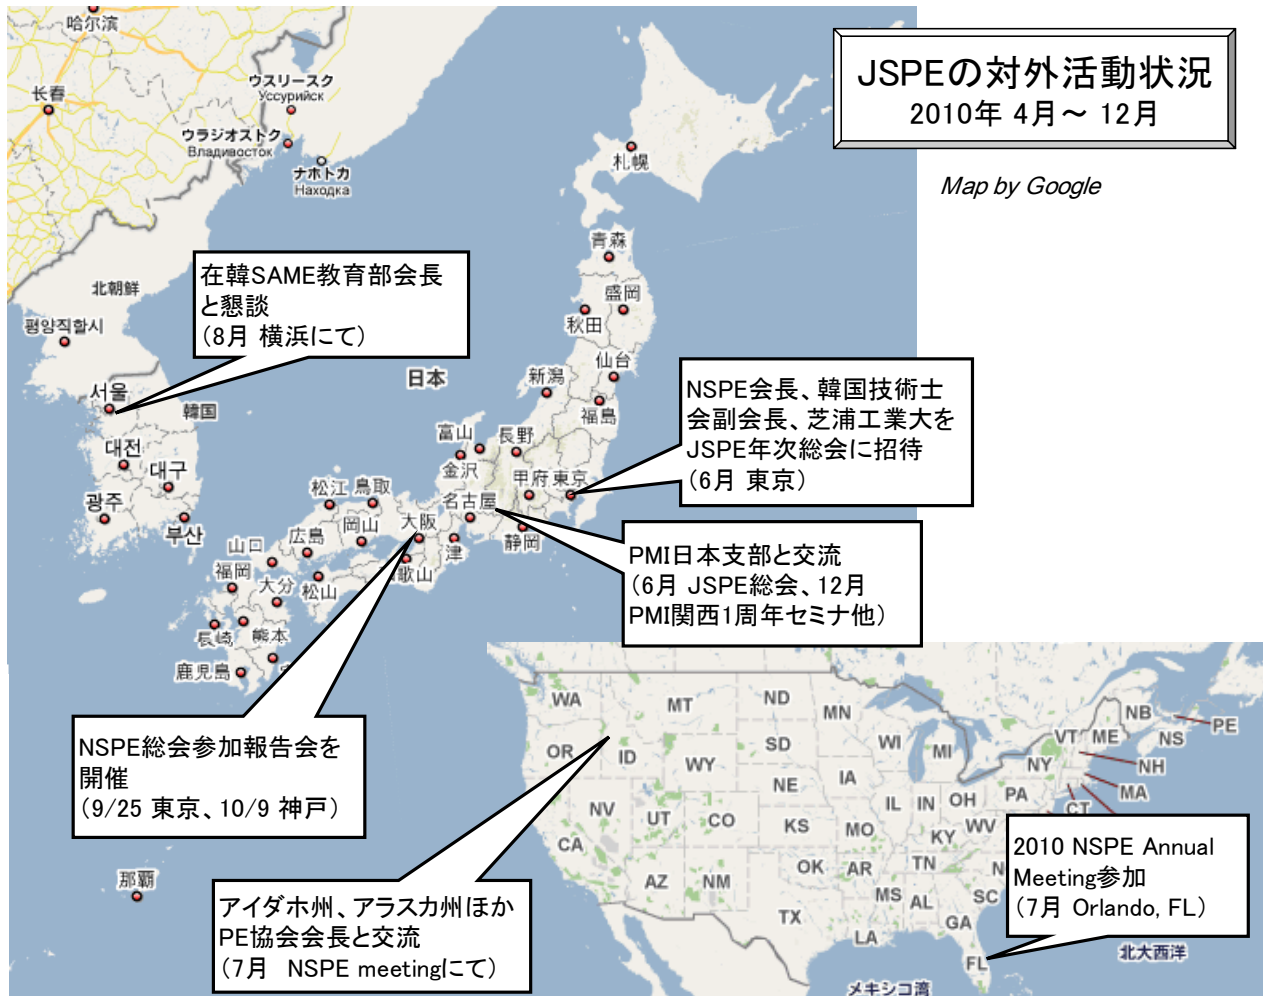 JSPEの対外活動状況
2010年 4月～ 12月
Map by Google
哈尔滨
长春
ウスリースク
Уссурийск
ウラジオストク
Владивосток
ナホトカ
Находка
札幌
青森
盛岡
秋田
仙台
新潟
福島
北朝鮮
평양직할시
서울
韓国
대전
대구
광주
부산
日本
富山
長野
金沢
甲府
東京
松江
鳥取
名古屋
岡山
大阪
広島
津
静岡
山口
福岡
大分
松山
歌山
長崎
熊本
鹿児島
那覇
在韓SAME教育部会長
と懇談
（8月 横浜にて）
NSPE会長、韓国技術士
会副会長、芝浦工業大を
JSPE年次総会に招待
（6月 東京）
PMI日本支部と交流
（6月 JSPE総会、12月
PMI関西1周年セミナ他）
NSPE総会参加報告会を
開催
（9/25 東京、10/9 神戸）
アイダホ州、アラスカ州ほか
PE協会会長と交流
（7月　NSPE meetingにて）
2010 NSPE Annual
Meeting参加
（7月 Orlando, FL）
WA
MT
ND
MN
OR
ID
SD
WI
MI
WY
NE
IA
NV
UT
CO
KS
MO
IL
IN
OH
PA
NY
VT
ME
NB
PE
NS
NH
MA
CT
CA
AZ
NM
OK
AR
KY
WV
TN
MS
AL
SC
GA
TX
LA
FL
北大西洋
メキシコ湾